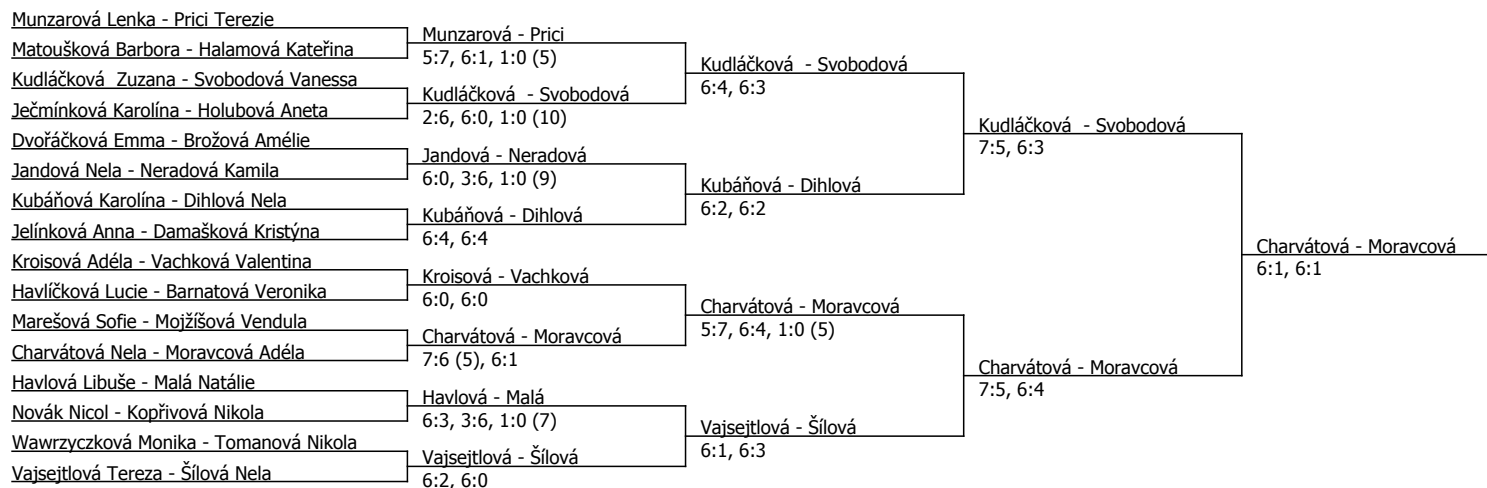 Munzarová Lenka - Prici Terezie
Matoušková Barbora - Halamová Kateřina
Kudláčková  Zuzana - Svobodová Vanessa
Ječmínková Karolína - Holubová Aneta
Dvořáčková Emma - Brožová Amélie
Jandová Nela - Neradová Kamila
Kubáňová Karolína - Dihlová Nela
Jelínková Anna - Damašková Kristýna
Kroisová Adéla - Vachková Valentina
Havlíčková Lucie - Barnatová Veronika
Marešová Sofie - Mojžíšová Vendula
Charvátová Nela - Moravcová Adéla
Havlová Libuše - Malá Natálie
Novák Nicol - Kopřivová Nikola
Wawrzyczková Monika - Tomanová Nikola
Vajsejtlová Tereza - Šílová Nela
Munzarová - Prici
5:7, 6:1, 1:0 (5)
Kudláčková  - Svobodová
2:6, 6:0, 1:0 (10)
Jandová - Neradová
6:0, 3:6, 1:0 (9)
Kubáňová - Dihlová
6:4, 6:4
Kroisová - Vachková
6:0, 6:0
Charvátová - Moravcová
7:6 (5), 6:1
Havlová - Malá
6:3, 3:6, 1:0 (7)
Vajsejtlová - Šílová
6:2, 6:0
Kudláčková  - Svobodová
6:4, 6:3
Kubáňová - Dihlová
6:2, 6:2
Charvátová - Moravcová
5:7, 6:4, 1:0 (5)
Vajsejtlová - Šílová
6:1, 6:3
Kudláčková  - Svobodová
7:5, 6:3
Charvátová - Moravcová
7:5, 6:4
Charvátová - Moravcová
6:1, 6:1